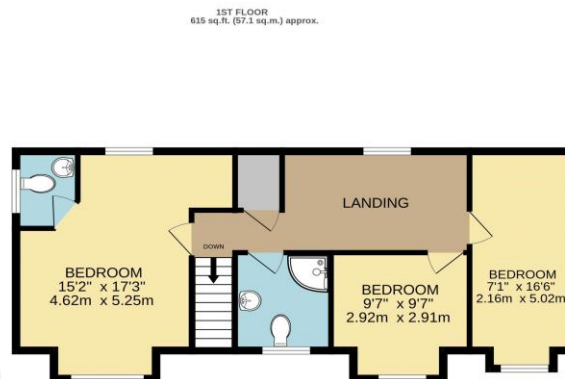 1ST FLOOR
615 sq.ft. (57.1 sq.m.) approx.
LANDING
DOWN
BEDROOM
15'2" x 17'3"
4.62m x 5.25m
BEDROOM
9'7" x 9'7"
2.92m x 2.91m
BEDROOM
7'1" x 16'6"
2.16m x 5.02m